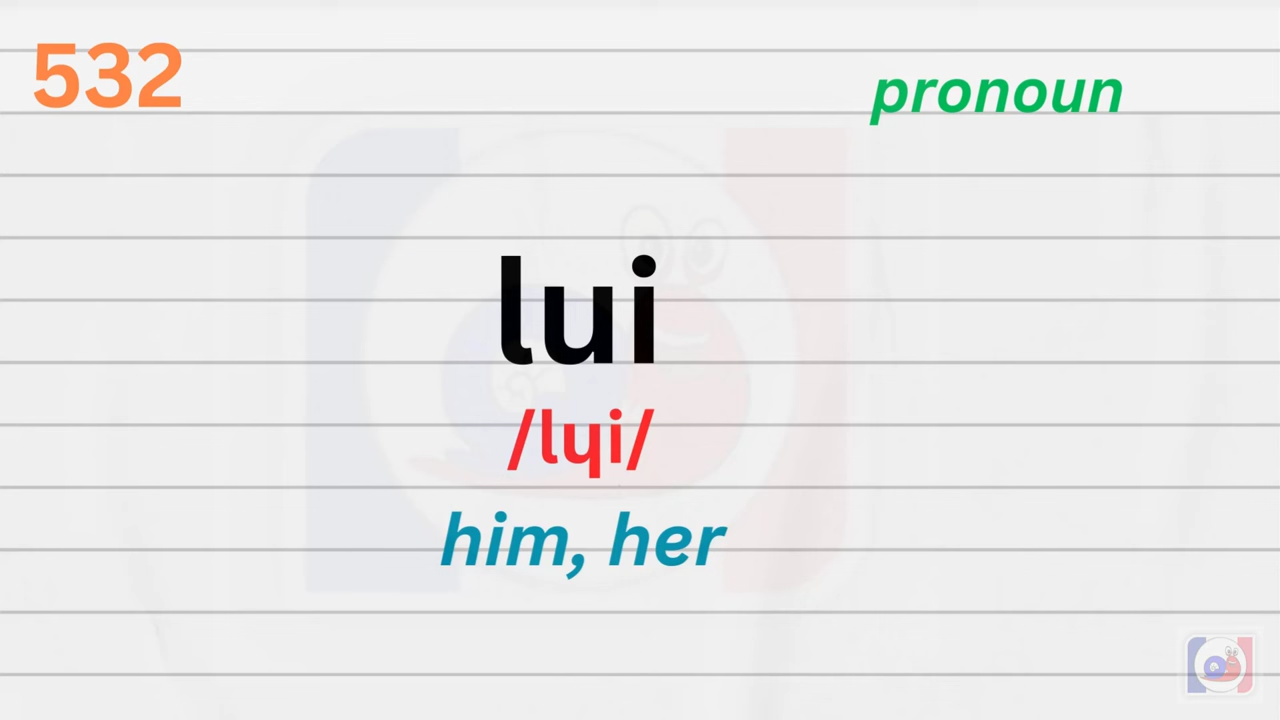 532
pronoun
lui
/lɥi/
him, her